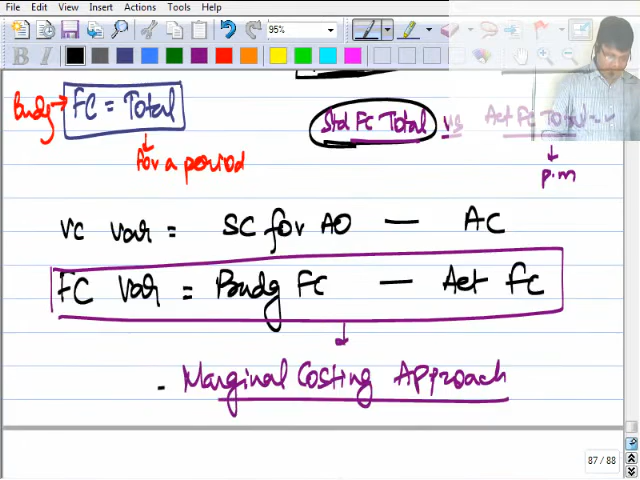 File Edit View Insert Actions Tools Help
95%
B I U
Budg → FC = Total
for a period
Std FC Total vs Act FC Total
p.m
VC Var = SC for AO — AC
FC Var = Budg FC — Act FC
- Marginal Costing Approach
87 / 88